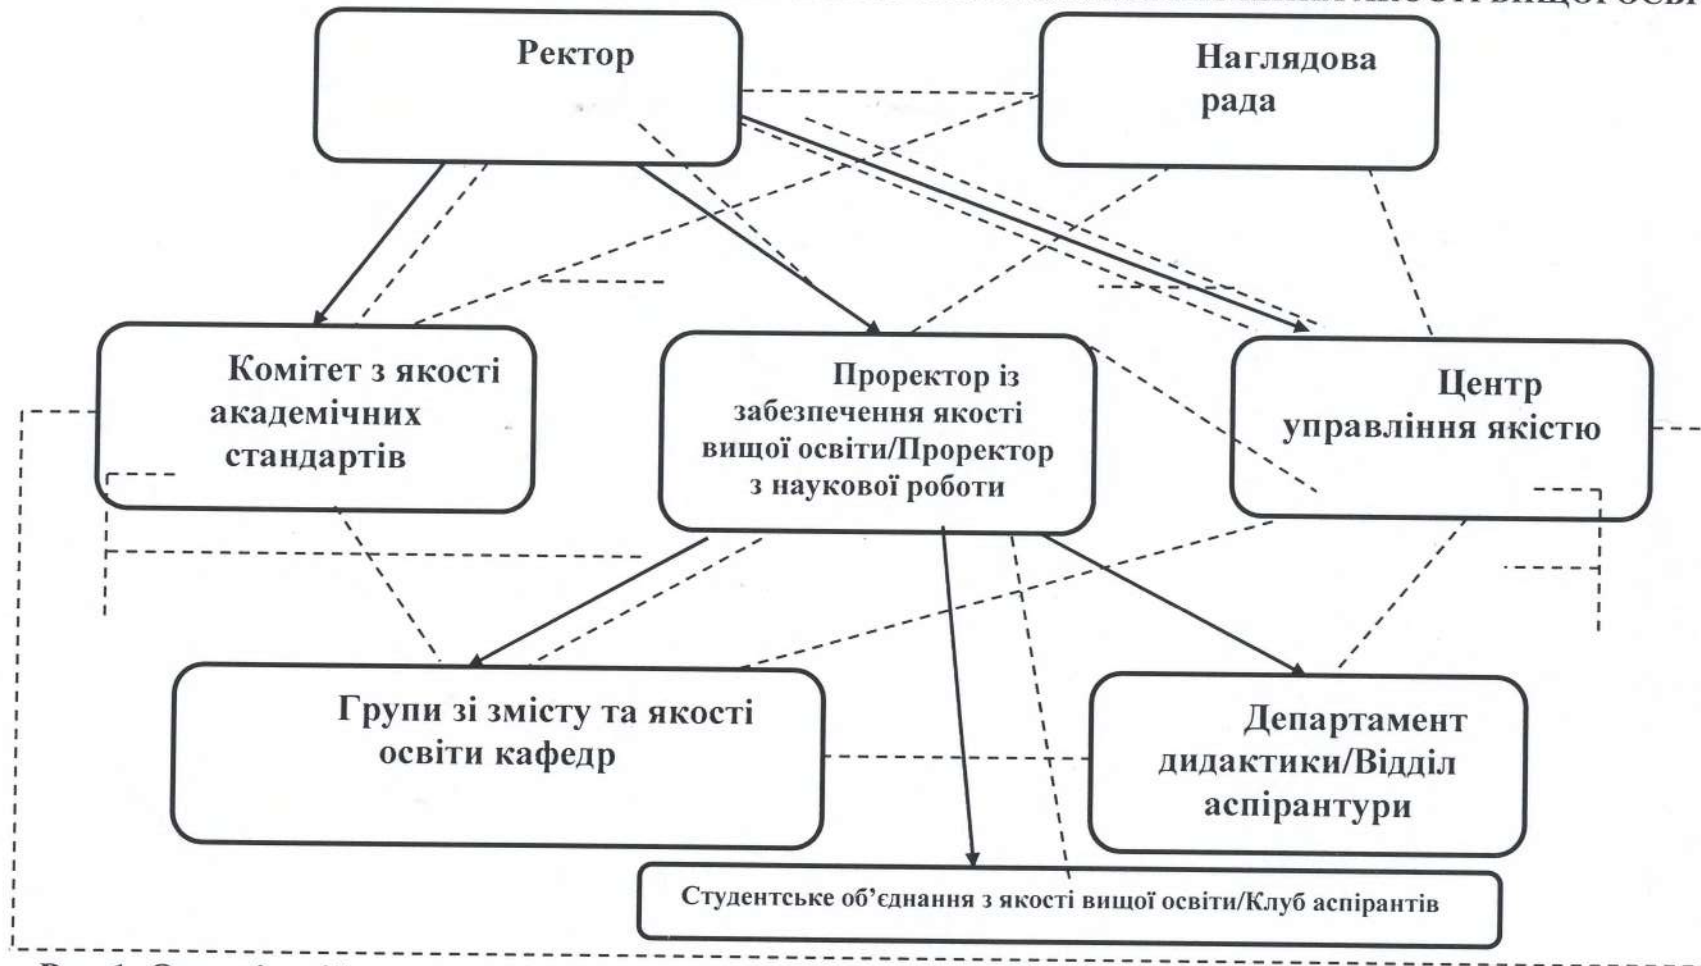 Ректор
Наглядова
рада
Комітет з якості
академічних
стандартів
Проректор із
забезпечення якості
вищої освіти/Проректор
з наукової роботи
Центр
управління якістю
Групи зі змісту та якості
освіти кафедр
Департамент
дидактики/Відділ
аспірантури
Студентське об’єднання з якості вищої освіти/Клуб аспірантів